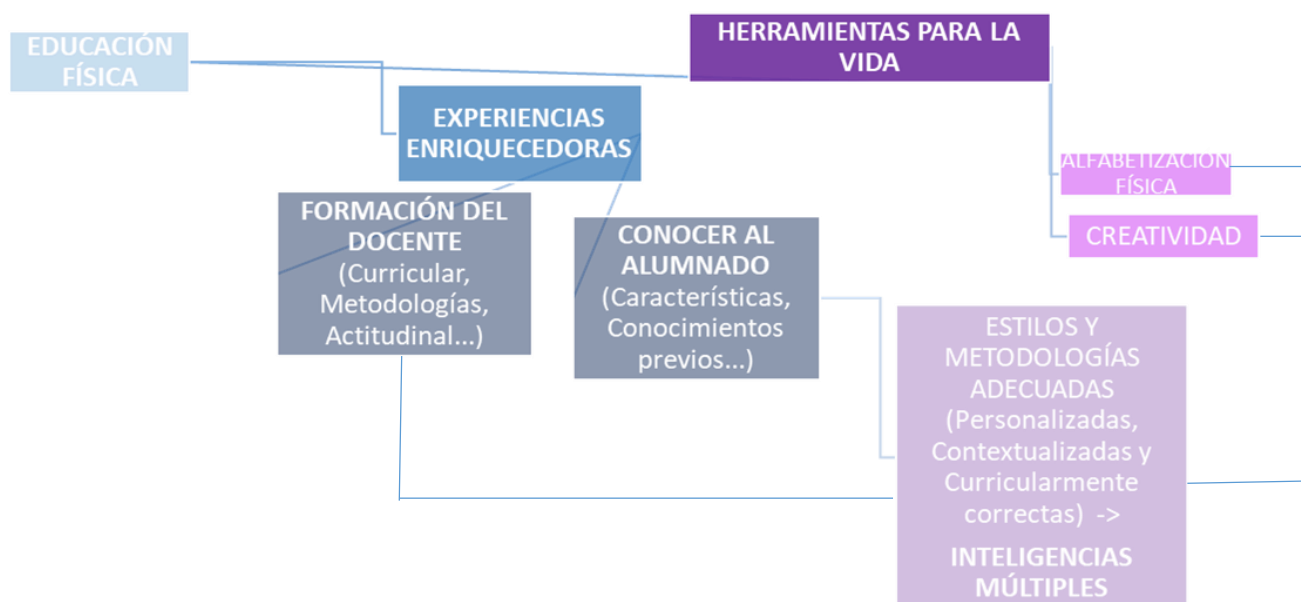 EDUCACIÓN
FÍSICA
HERRAMIENTAS PARA LA
VIDA
EXPERIENCIAS
ENRIQUECEDORAS
ALFABETIZACIÓN
FÍSICA
CREATIVIDAD
FORMACIÓN DEL
DOCENTE
(Curricular,
Metodologías,
Actitudinal...)
CONOCER AL
ALUMNADO
(Características,
Conocimientos
previos...)
ESTILOS Y
METODOLOGÍAS
ADECUADAS
(Personalizadas,
Contextualizadas y
Curricularmente
correctas) ->
INTELIGENCIAS
MÚLTIPLES